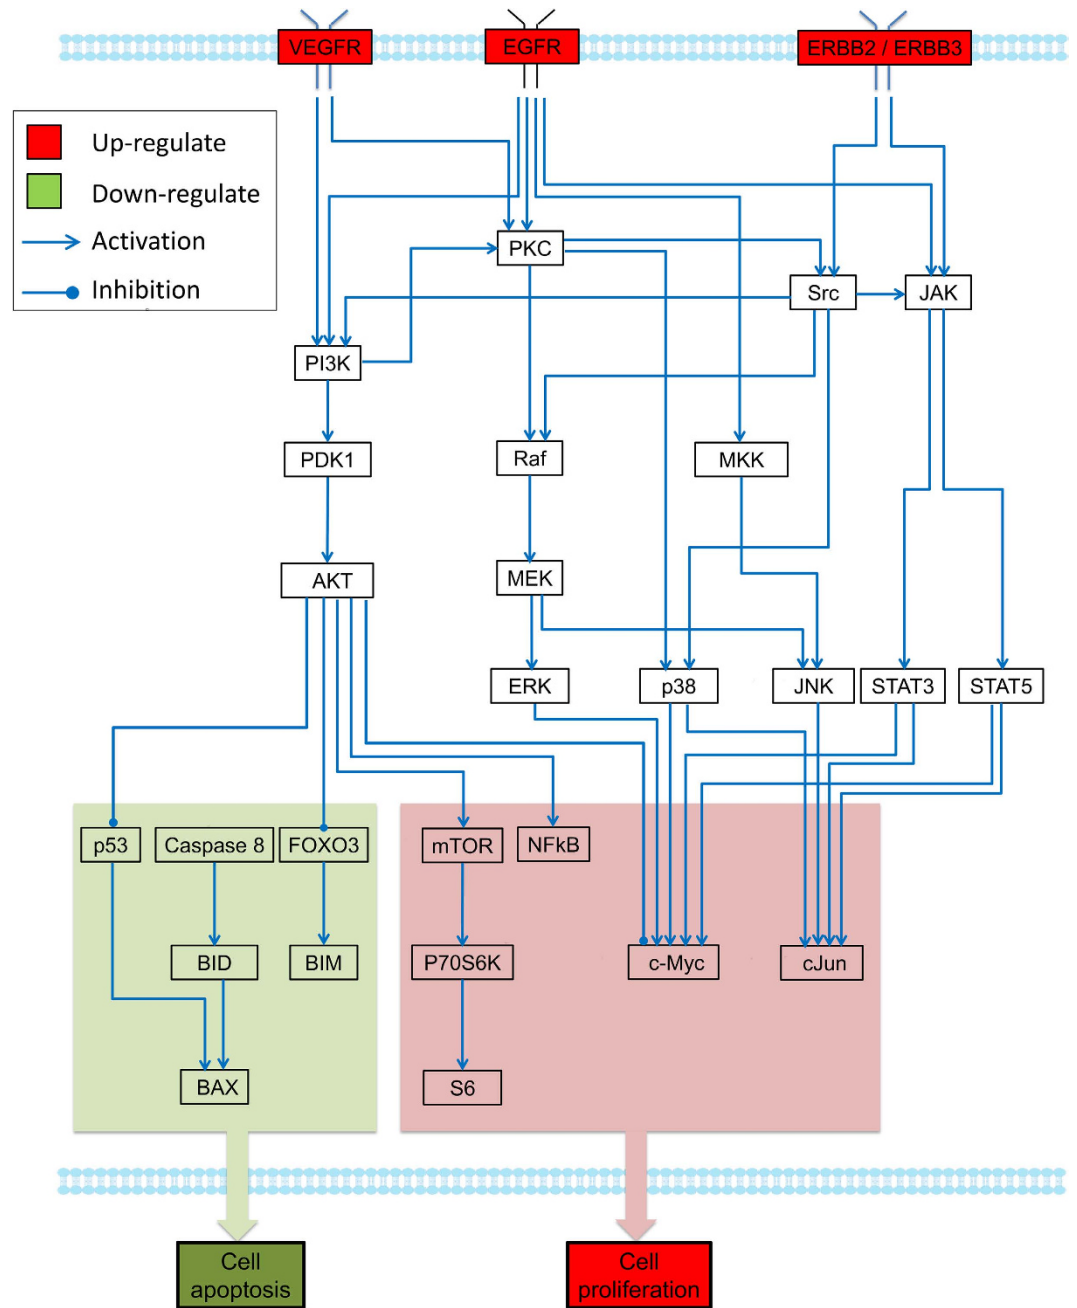 VEGFR
EGFR
ERBB2 / ERBB3
Up-regulate
Down-regulate
Activation
Inhibition
PKC
Src
JAK
PI3K
PDK1
Raf
MKK
AKT
MEK
ERK
p38
JNK
STAT3
STAT5
p53
Caspase 8
FOXO3
mTOR
NFkB
BID
BIM
P70S6K
c-Myc
cJun
BAX
S6
Cell
apoptosis
Cell
proliferation